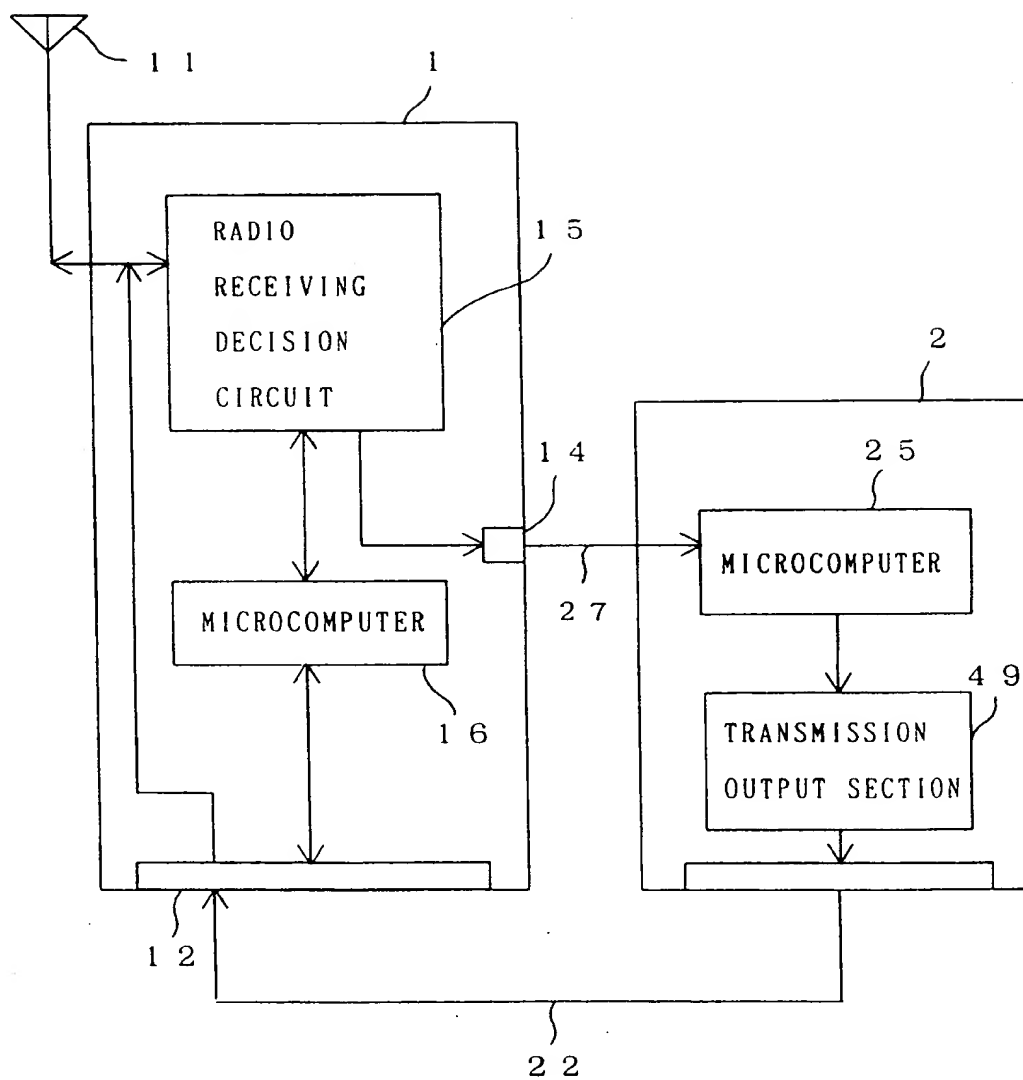 11
1
RADIO
RECEIVING
DECISION
CIRCUIT
15
2
14
25
MICROCOMPUTER
27
MICROCOMPUTER
16
49
TRANSMISSION
OUTPUT SECTION
12
22